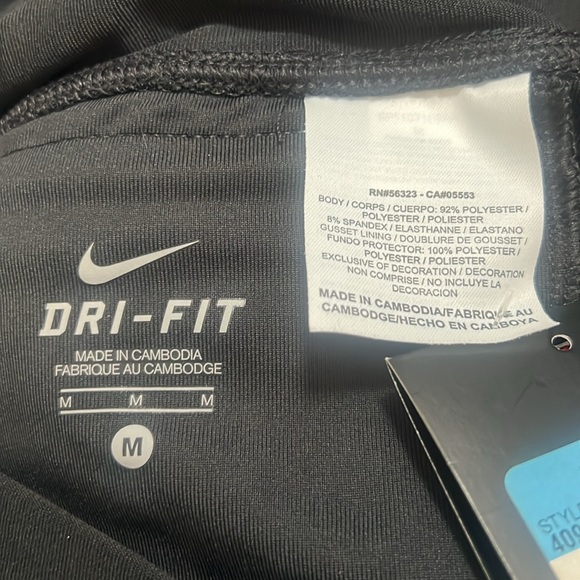 RN#56323 - CA#05553
BODY / CORPS / CUERPO: 92% POLYESTER /
POLYESTER / POLIESTER
8% SPANDEX / ELASTHANNE / ELASTANO
GUSSET LINING / DOUBLURE DE GOUSSET /
FUNDO PROTECTOR: 100% POLYESTER /
POLYESTER / POLIESTER
EXCLUSIVE OF DECORATION / DECORATION
NON COMPRISE / NO INCLUYE LA
DECORACION
MADE IN CAMBODIA/FABRIQUE AU
CAMBODGE/HECHO EN CAMBOYA
DRI-FIT
MADE IN CAMBODIA
FABRIQUE AU CAMBODGE
M M M
M